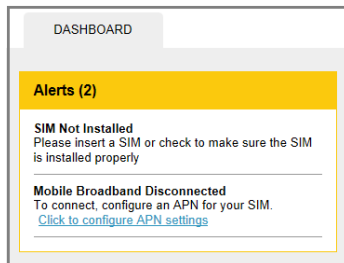 DASHBOARD
Alerts (2)
SIM Not Installed
Please insert a SIM or check to make sure the SIM
is installed properly
Mobile Broadband Disconnected
To connect, configure an APN for your SIM.
Click to configure APN settings